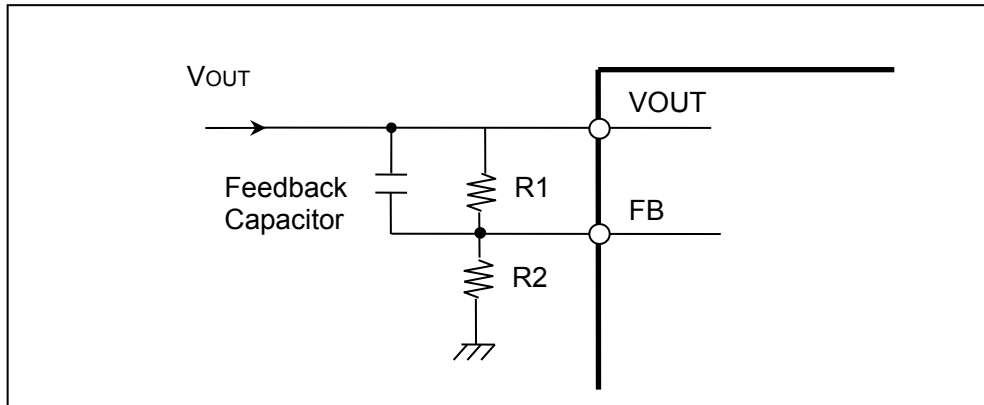 VOUT
VOUT
Feedback
Capacitor
R1
FB
R2